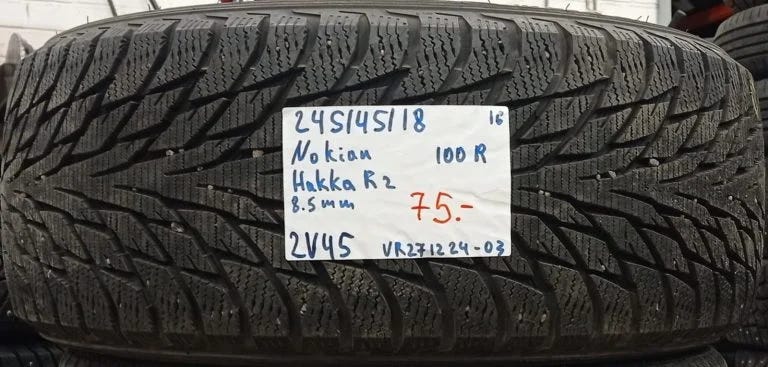 245/45/18 16
Nokian 100 R
Hakka R2
8.5 mm 75.-
2V45 VR271224-03